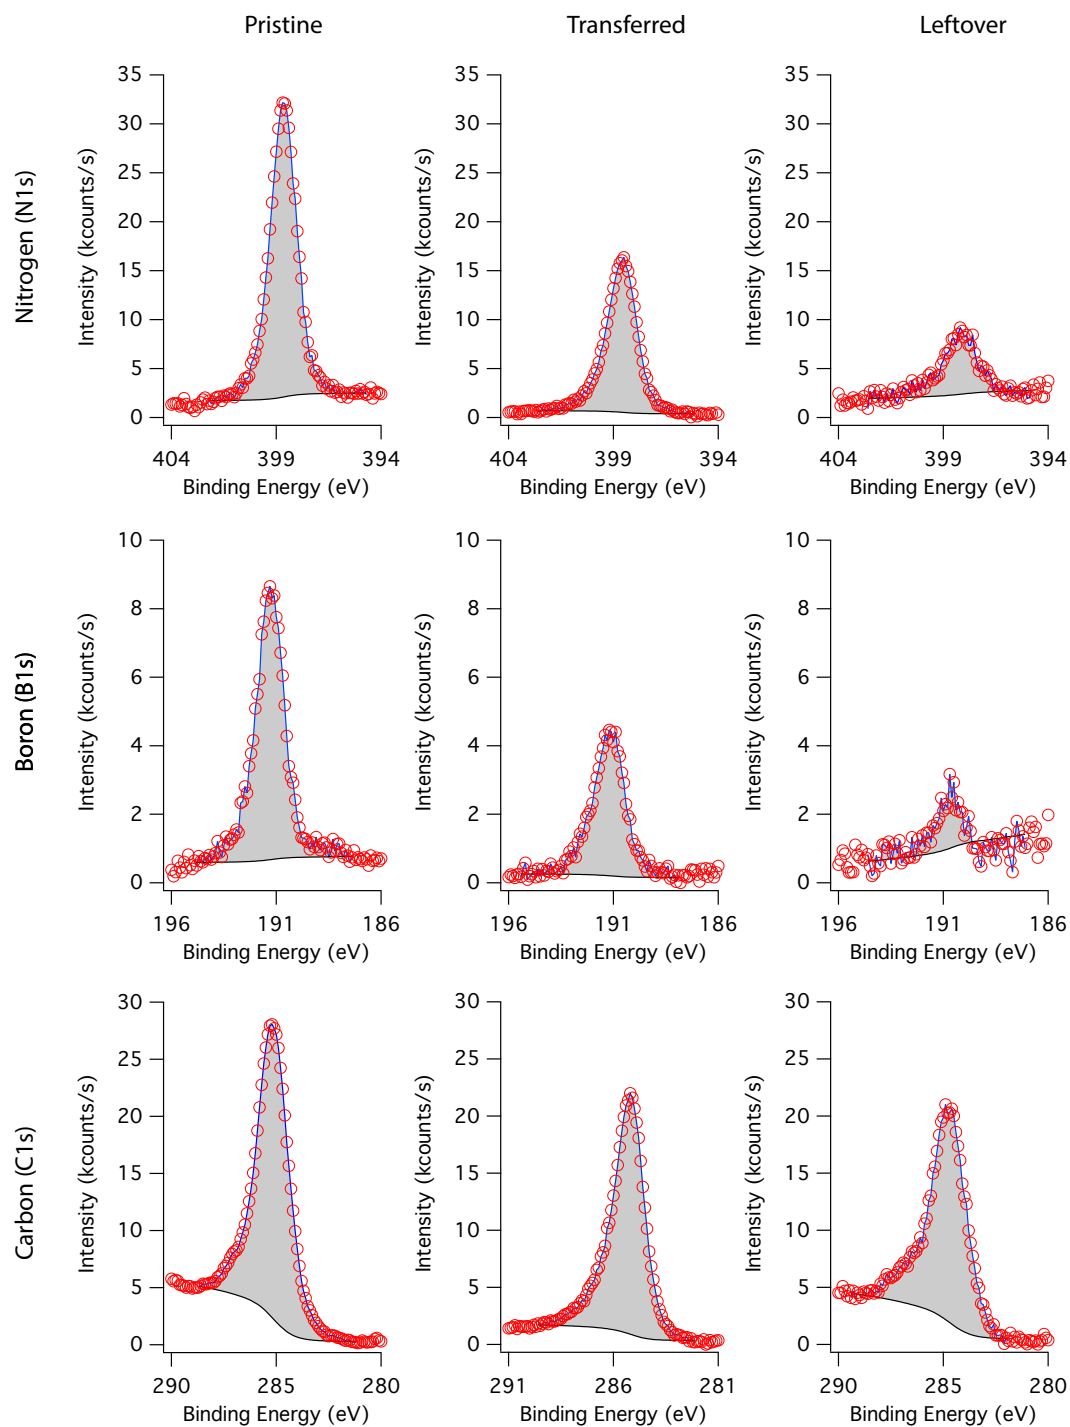 Pristine Transferred Leftover
Nitrogen (N1s)
Intensity (kcounts/s)
35
30
25
20
15
10
5
0
404 399 394
Binding Energy (eV)
Intensity (kcounts/s)
35
30
25
20
15
10
5
0
404 399 394
Binding Energy (eV)
Intensity (kcounts/s)
35
30
25
20
15
10
5
0
404 399 394
Binding Energy (eV)
Boron (B1s)
Intensity (kcounts/s)
10
8
6
4
2
0
196 191 186
Binding Energy (eV)
Intensity (kcounts/s)
10
8
6
4
2
0
196 191 186
Binding Energy (eV)
Intensity (kcounts/s)
10
8
6
4
2
0
196 191 186
Binding Energy (eV)
Carbon (C1s)
Intensity (kcounts/s)
30
25
20
15
10
5
0
290 285 280
Binding Energy (eV)
Intensity (kcounts/s)
30
25
20
15
10
5
0
291 286 281
Binding Energy (eV)
Intensity (kcounts/s)
30
25
20
15
10
5
0
290 285 280
Binding Energy (eV)